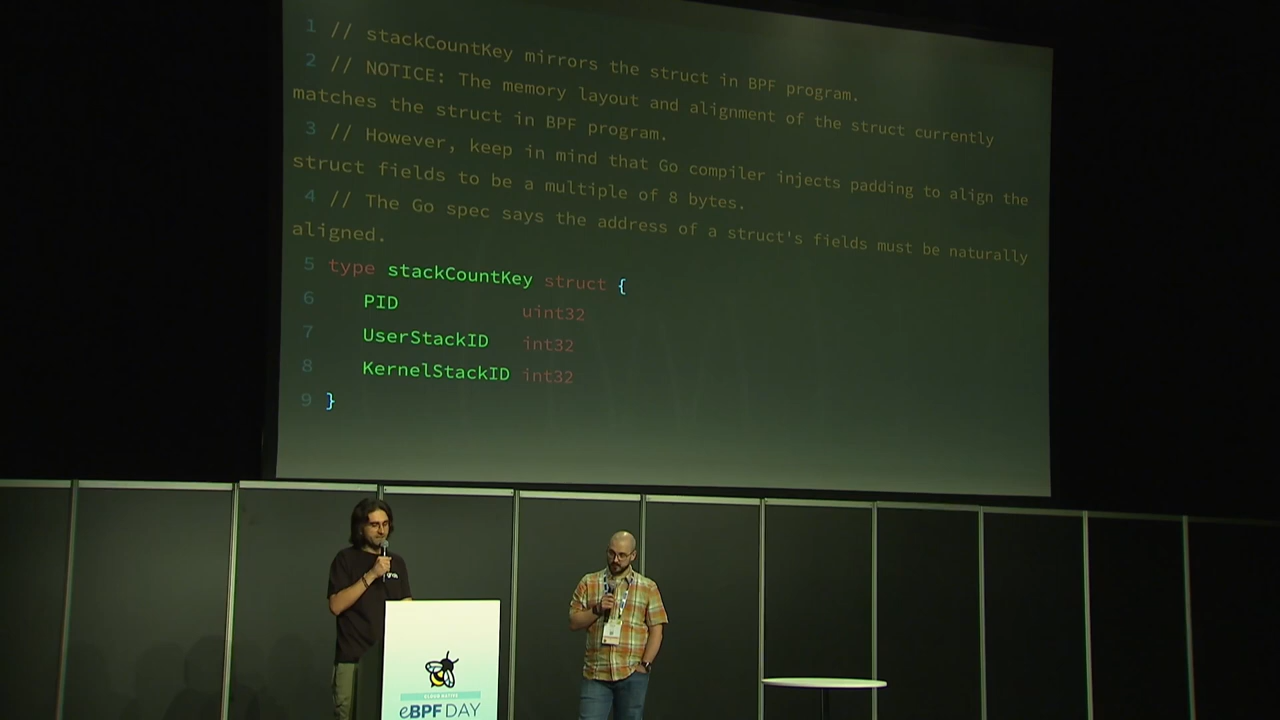 1 // stackCountKey mirrors the struct in BPF program.
2 // NOTICE: The memory layout and alignment of the struct currently
matches the struct in BPF program.
3 // However, keep in mind that Go compiler injects padding to align the
struct fields to be a multiple of 8 bytes.
4 // The Go spec says the address of a struct's fields must be naturally
aligned.
5 type stackCountKey struct {
6 PID uint32
7 UserStackID int32
8 KernelStackID int32
9 }
CLOUD NATIVE
eBPF DAY